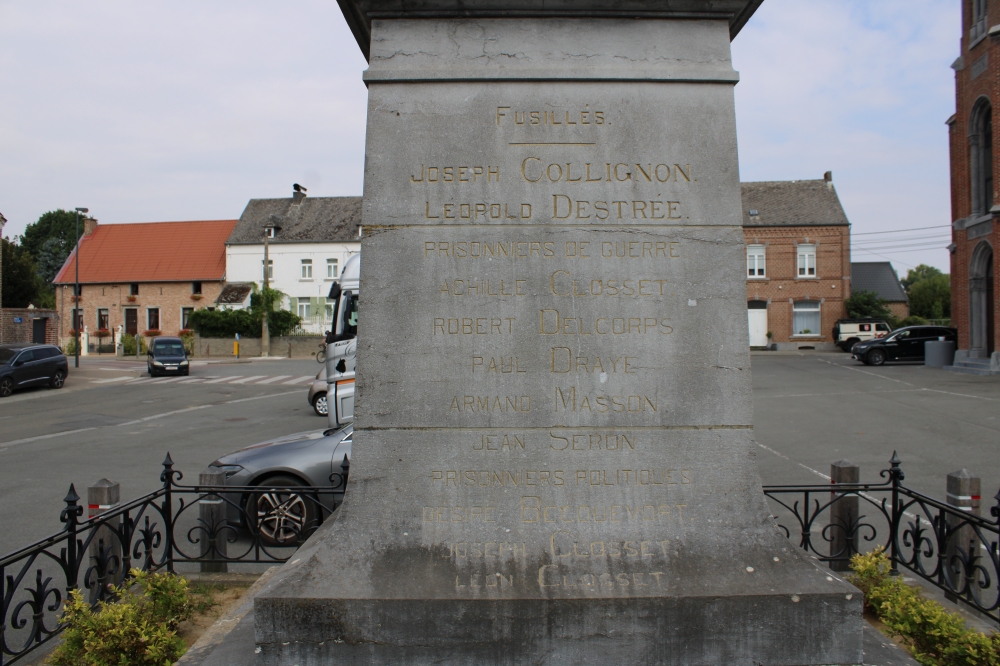 FUSILLÉS.
JOSEPH COLLIGNON.
LEOPOLD DESTRÉE.
PRISONNIERS DE GUERRE
ACHILLE CLOSSET
ROBERT DELCORPS
PAUL DRAYE
ARMAND MASSON
JEAN SERON
PRISONNIERS POLITIQUES
JOSEPH CLOSSET.
LÉON CLOSSET